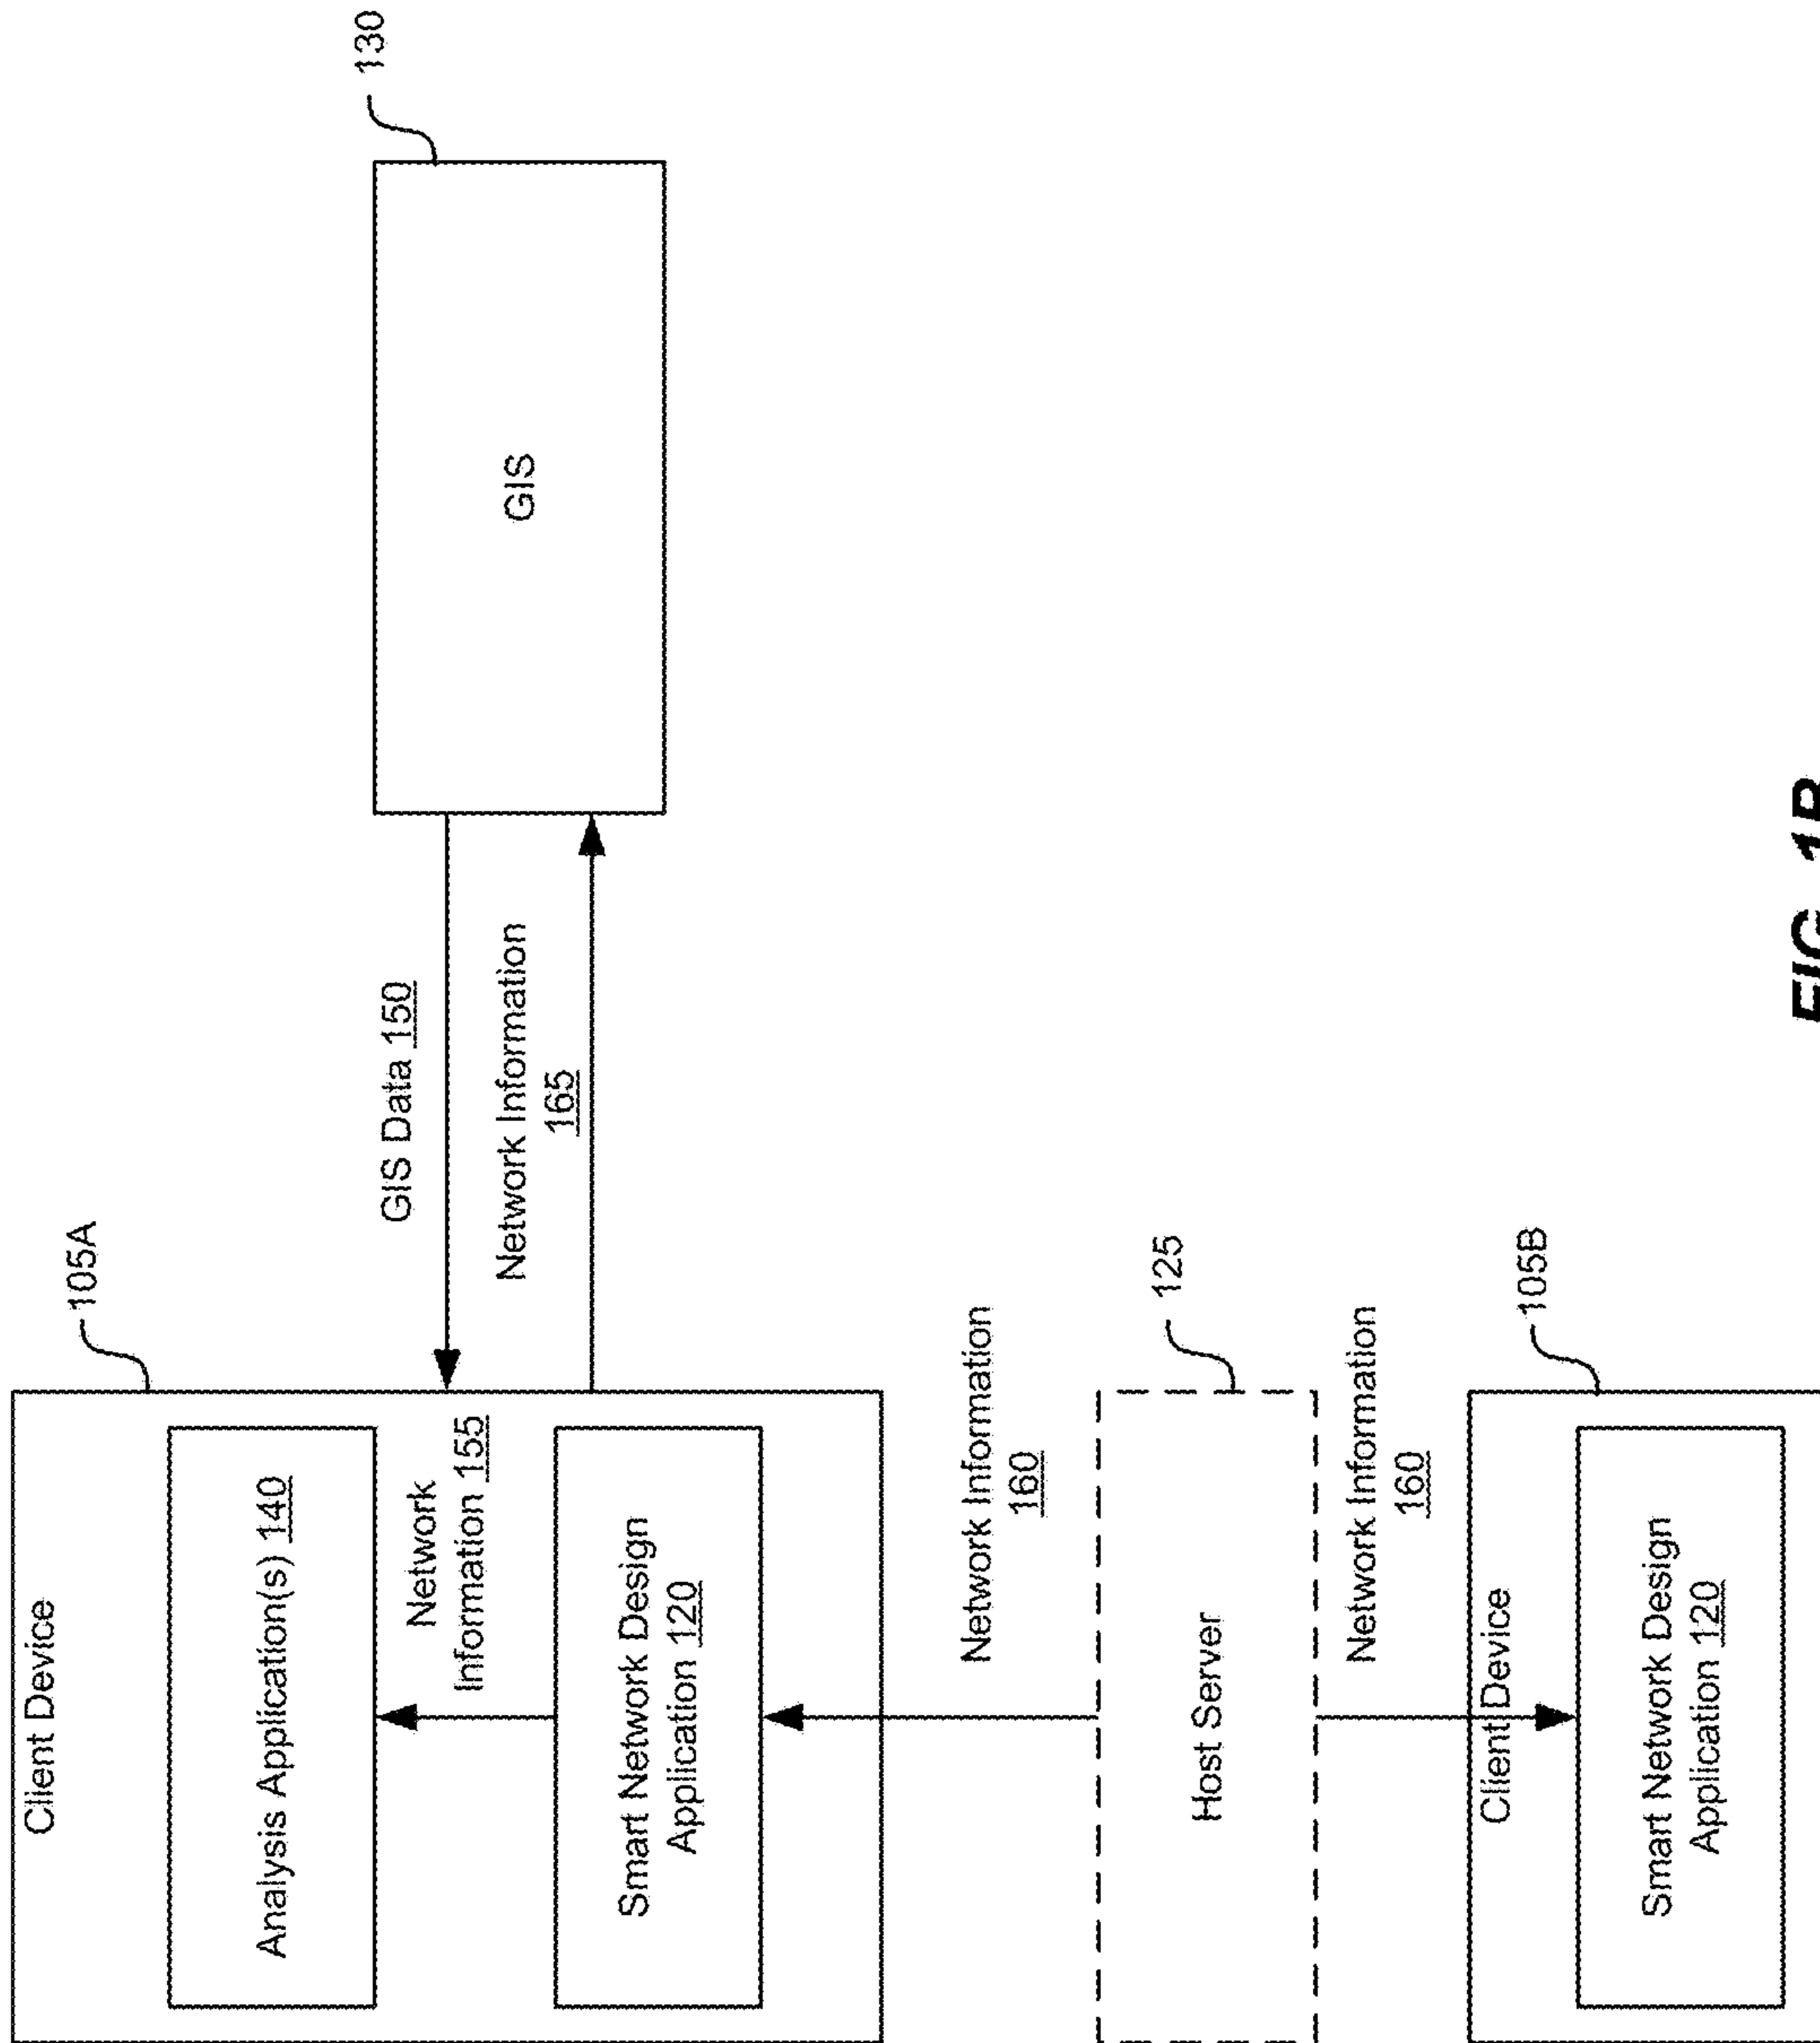 Client Device
105A
Analysis Application(s) 140
Network
Information 155
Smart Network Design
Application 120
GIS Data 150
Network Information
165
130
GIS
Network Information
160
125
Host Server
Network Information
160
105B
Client Device
Smart Network Design
Application 120
FIG. 1B